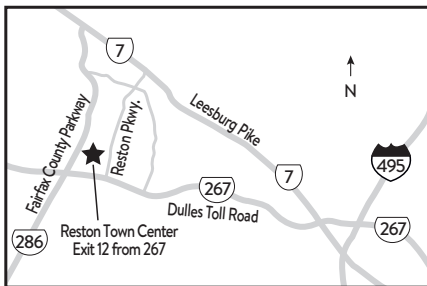 7
Leesburg Pike
N
Fairfax County Parkway
Reston Pkwy.
495
7
267
Dulles Toll Road
267
286
Reston Town Center
Exit 12 from 267